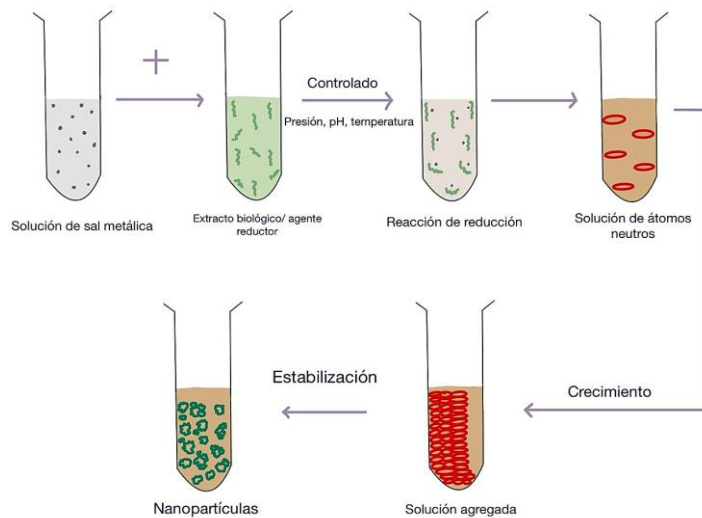 +
Controlado
Presión, pH, temperatura
Solución de sal metálica
Extracto biológico/ agente
reductor
Reacción de reducción
Solución de átomos
neutros
Crecimiento
Estabilización
Solución agregada
Nanopartículas